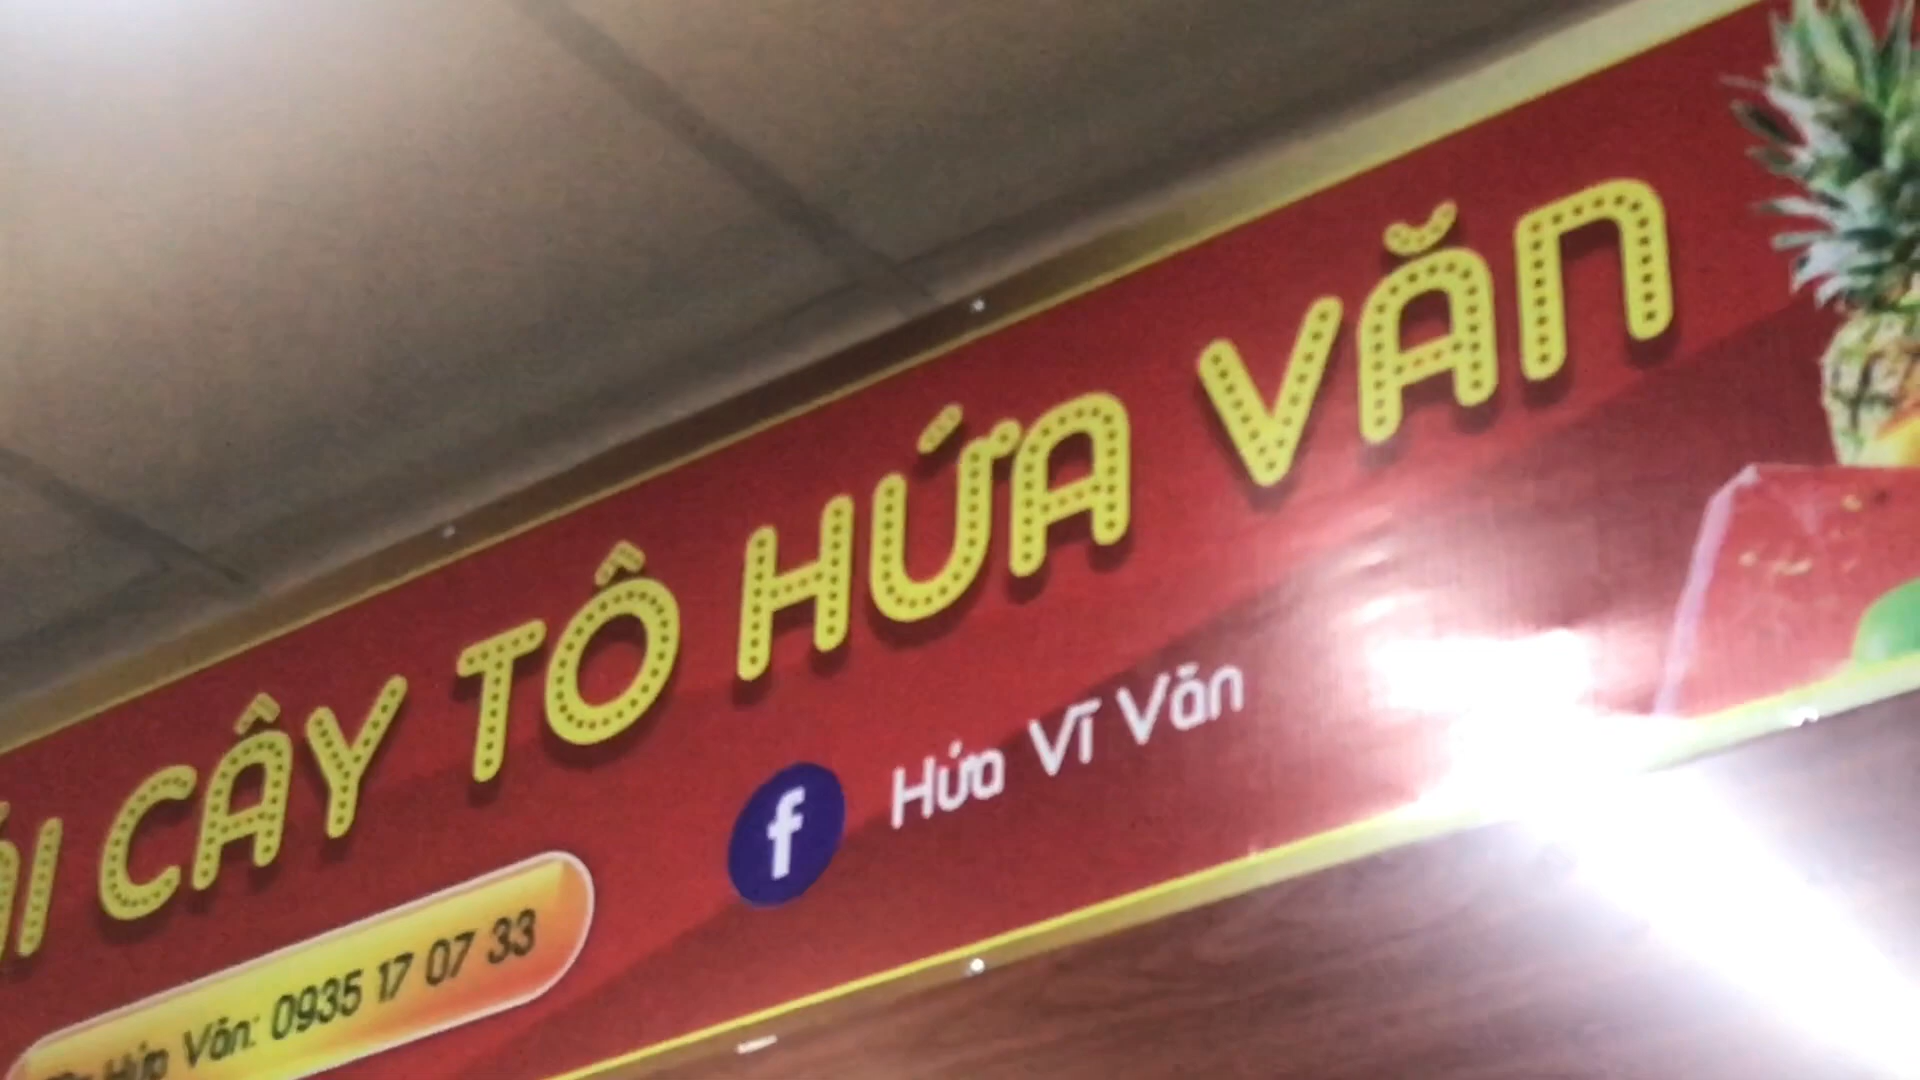 CÂY TÔ HỨA VĂN
f Hứa Vĩ Văn
Hứa Văn: 0935 17 07 33